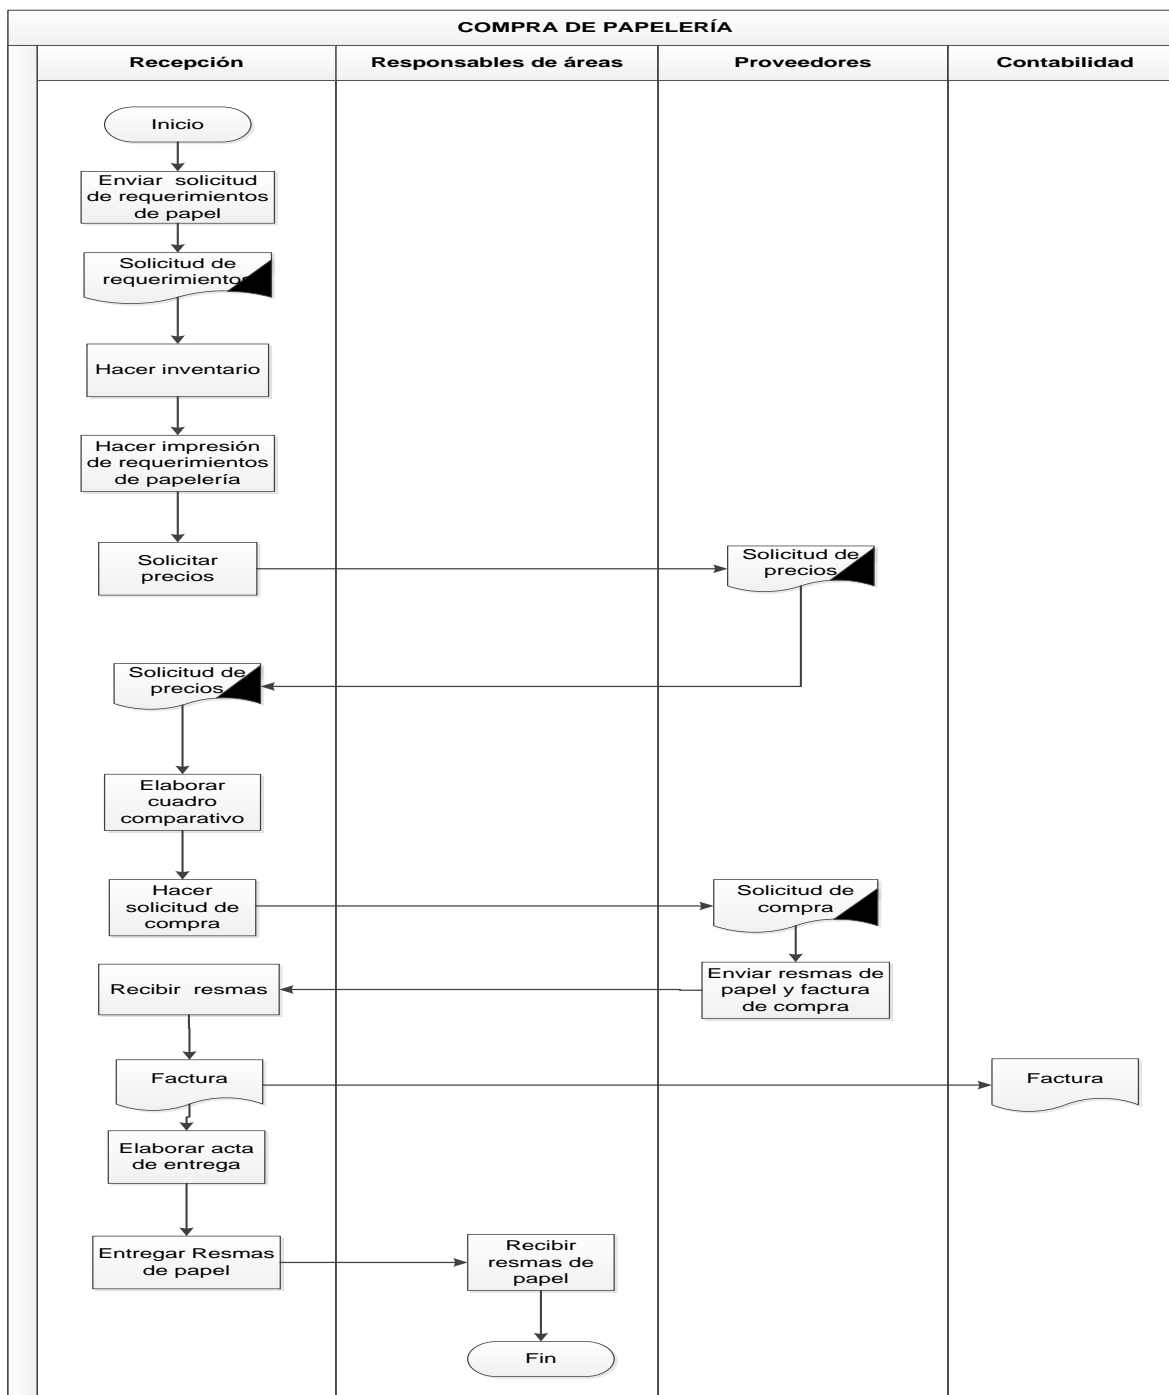 COMPRA DE PAPELERÍA
Recepción
Responsables de áreas
Proveedores
Contabilidad
Inicio
Enviar solicitud
de requerimientos
de papel
Solicitud de
requerimientos
Hacer inventario
Hacer impresión
de requerimientos
de papelería
Solicitar
precios
Solicitud de
precios
Solicitud de
precios
Elaborar
cuadro
comparativo
Hacer
solicitud de
compra
Solicitud de
compra
Enviar resmas de
papel y factura
de compra
Recibir resmas
Factura
Factura
Elaborar acta
de entrega
Entregar Resmas
de papel
Recibir
resmas de
papel
Fin